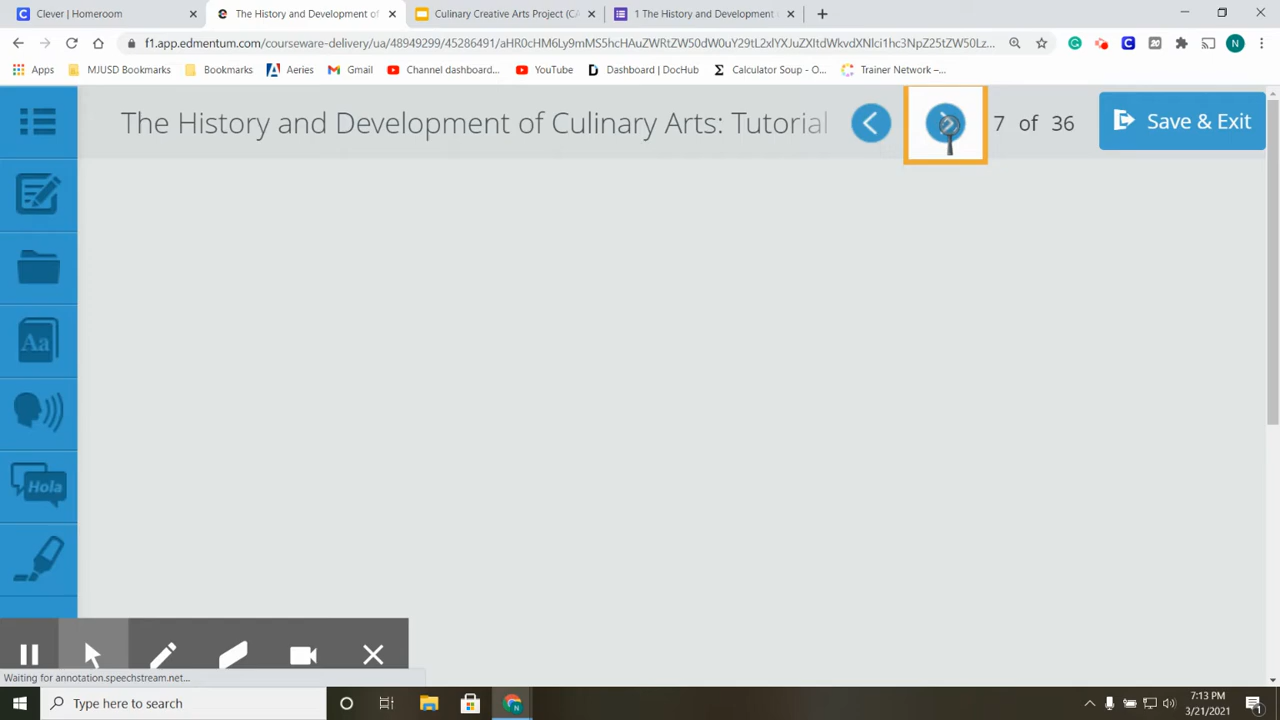 Clever | Homeroom
The History and Development of
Culinary Creative Arts Project (CA
1 The History and Development
f1.app.edmentum.com/courseware-delivery/ua/48949999/45286491/
Apps
MJUSD Bookmarks
Bookmarks
Aeries
Gmail
Channel dashboard...
YouTube
Dashboard | DocHub
Calculator Soup - O...
Trainer Network –...
The History and Development of Culinary Arts: Tutorial
7 of 36
Save & Exit
Aa
Hola
Waiting for annotation.speechstream.net...
Type here to search
7:13 PM
3/21/2021